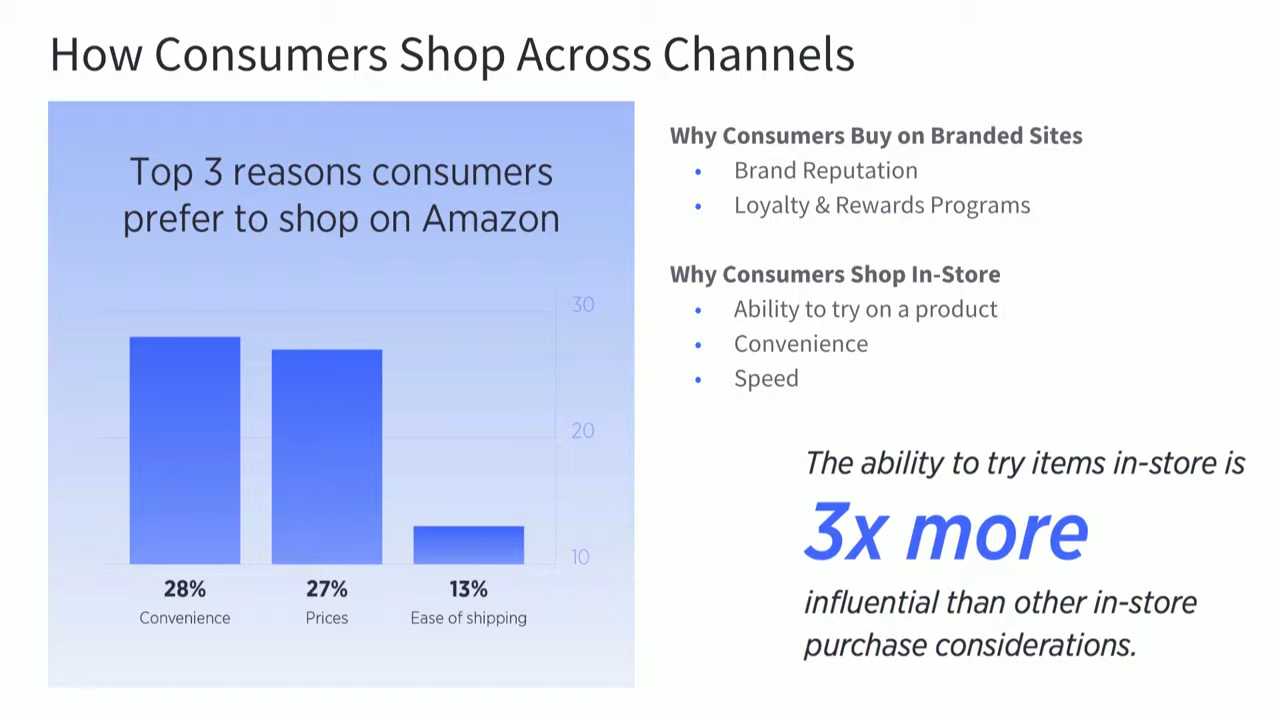 How Consumers Shop Across Channels
Top 3 reasons consumers
prefer to shop on Amazon
30
20
10
28%
27%
13%
Convenience
Prices
Ease of shipping
Why Consumers Buy on Branded Sites
• Brand Reputation
• Loyalty & Rewards Programs
Why Consumers Shop In-Store
• Ability to try on a product
• Convenience
• Speed
The ability to try items in-store is
3x more
influential than other in-store
purchase considerations.